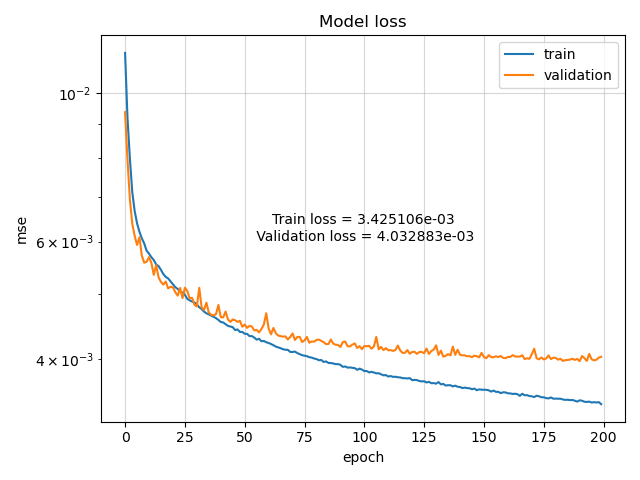 Model loss
train
validation
10⁻²
6 × 10⁻³
4 × 10⁻³
mse
Train loss = 3.425106e-03
Validation loss = 4.032883e-03
0 25 50 75 100 125 150 175 200
epoch